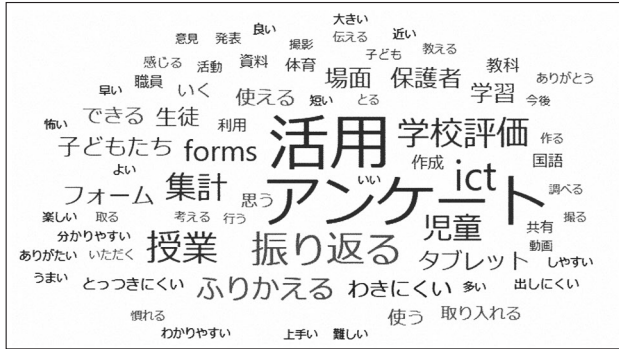 大きい
意見 発表 良い 撮影 伝える 近い
子ども 教える
感じる 活動 資料 体育 場面 保護者 教科 ありがとう
早い 職員 いく 使える 短い とる 学習 今後
怖い できる 生徒 利用 活用 学校評価 作る
子どもたち forms 作成 国語
よい いい ict
フォーム 集計 思う アンケート 調べる
楽しい 取る 考える 行う 児童 共有 撮る
分かりやすい 動画
ありがたい いただく 授業 振り返る タブレット しやすい
うまい とっつきにくい ふりかえる わきにくい 多い 出しにくい
慣れる 使う 取り入れる
わかりやすい 上手い 難しい